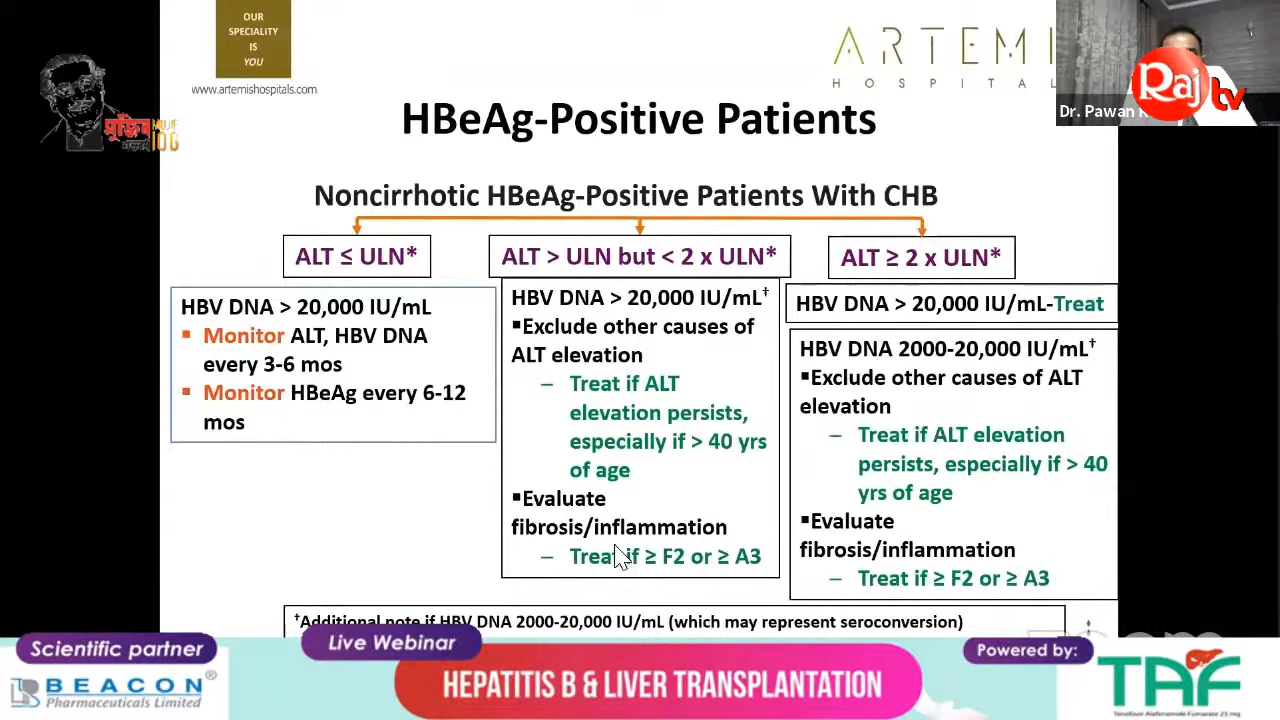 OUR
SPECIALITY
IS
YOU
www.artemishospitals.com
ARTEMI
HOSPITAL
Raj tv
Dr. Pawan
মুজিব
100
HBeAg-Positive Patients
Noncirrhotic HBeAg-Positive Patients With CHB
ALT ≤ ULN*
HBV DNA > 20,000 IU/mL
▪ Monitor ALT, HBV DNA
every 3-6 mos
▪ Monitor HBeAg every 6-12
mos
ALT > ULN but < 2 x ULN*
HBV DNA > 20,000 IU/mL†
▪Exclude other causes of
ALT elevation
– Treat if ALT
elevation persists,
especially if > 40 yrs
of age
▪Evaluate
fibrosis/inflammation
– Treat if ≥ F2 or ≥ A3
ALT ≥ 2 x ULN*
HBV DNA > 20,000 IU/mL-Treat
HBV DNA 2000-20,000 IU/mL†
▪Exclude other causes of ALT
elevation
– Treat if ALT elevation
persists, especially if > 40
yrs of age
▪Evaluate
fibrosis/inflammation
– Treat if ≥ F2 or ≥ A3
†Additional note if HBV DNA 2000-20,000 IU/mL (which may represent seroconversion)
Scientific partner
BEACON®
Pharmaceuticals Limited
Live Webinar
HEPATITIS B & LIVER TRANSPLANTATION
Powered by:
TAF
Tenofovir Alafenamide Fumarate 25 mg